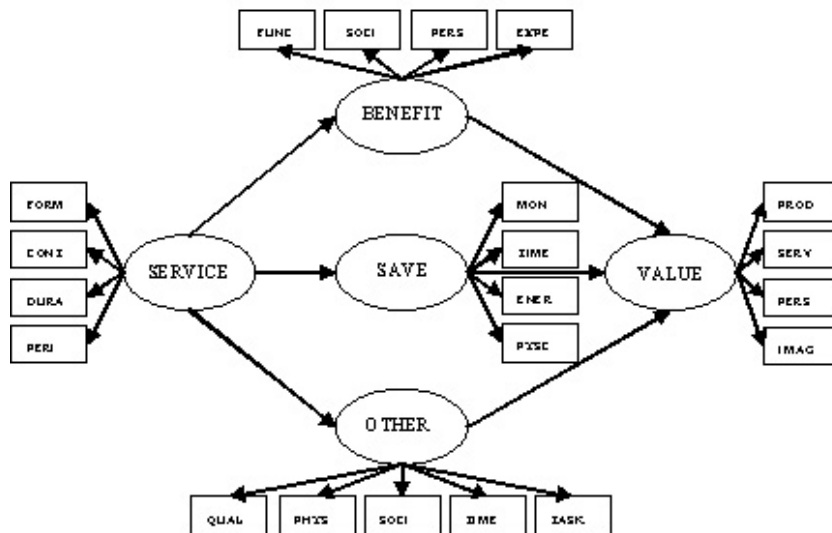 FUNC
SOCI
PERS
EXPE
BENEFIT
FORM
CONT
DURA
PERI
SERVICE
SAVE
MON
TIME
ENER
PYSC
VALUE
PROD
SERV
PERS
IMAG
OTHER
QUAL
PHYS
SOCI
TIME
TASK